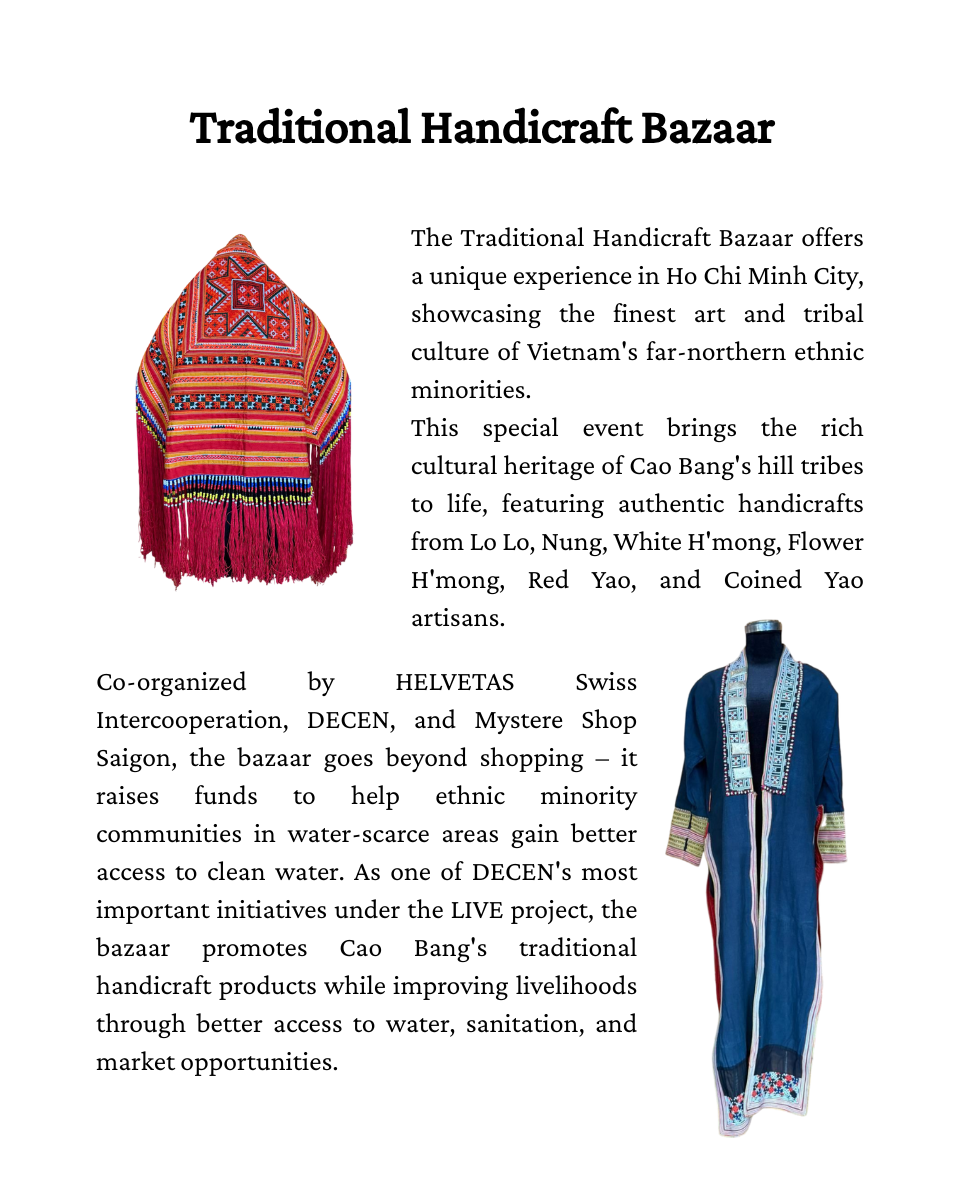 Traditional Handicraft Bazaar
The Traditional Handicraft Bazaar offers
a unique experience in Ho Chi Minh City,
showcasing the finest art and tribal
culture of Vietnam's far-northern ethnic
minorities.
This special event brings the rich
cultural heritage of Cao Bang's hill tribes
to life, featuring authentic handicrafts
from Lo Lo, Nung, White H'mong, Flower
H'mong, Red Yao, and Coined Yao
artisans.
Co-organized by HELVETAS Swiss
Intercooperation, DECEN, and Mystere Shop
Saigon, the bazaar goes beyond shopping – it
raises funds to help ethnic minority
communities in water-scarce areas gain better
access to clean water. As one of DECEN's most
important initiatives under the LIVE project, the
bazaar promotes Cao Bang's traditional
handicraft products while improving livelihoods
through better access to water, sanitation, and
market opportunities.